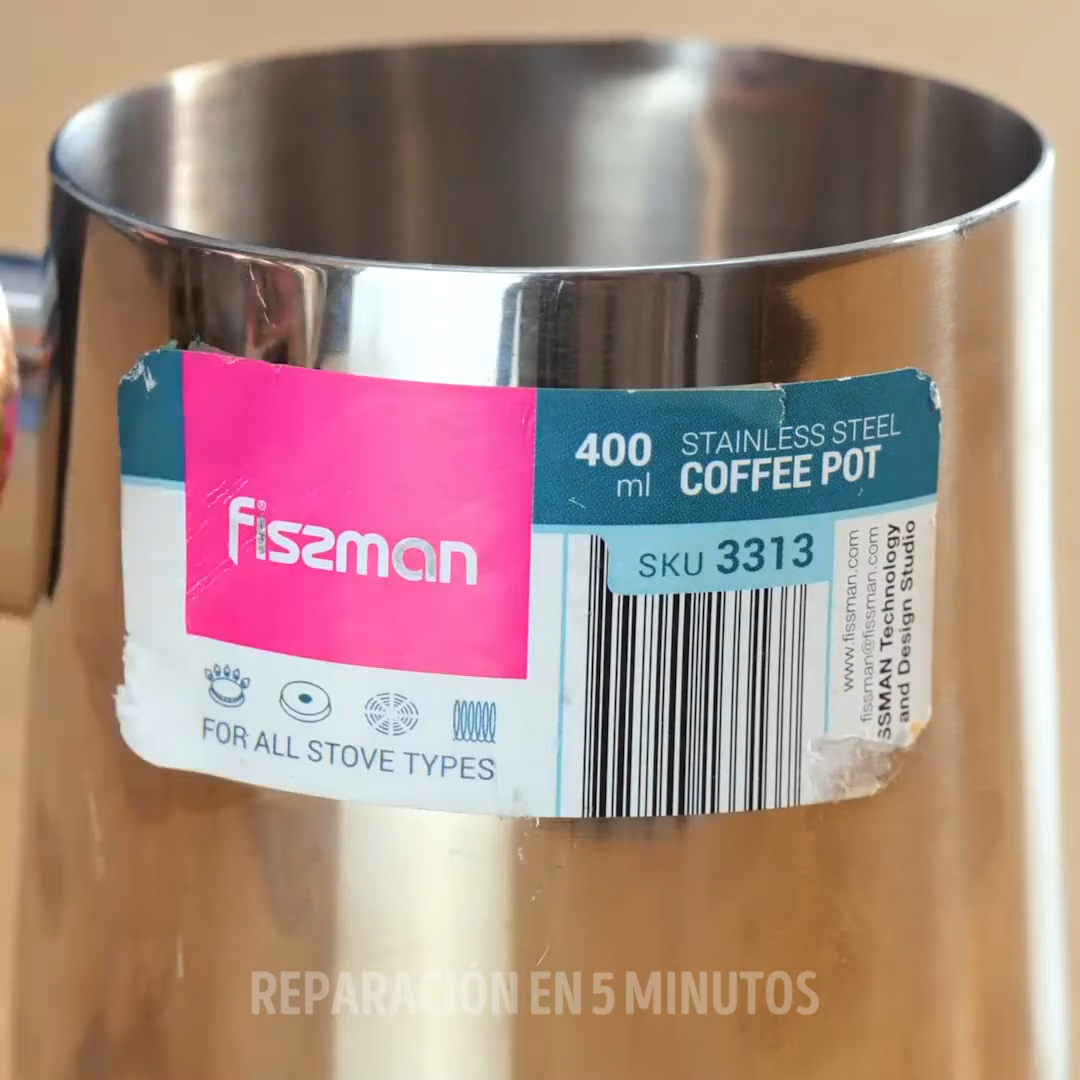 fissman®
400 ml
STAINLESS STEEL
COFFEE POT
SKU 3313
www.fissman.com
fissman@fissman.com
SSMAN Technology
and Design Studio
FOR ALL STOVE TYPES
REPARACIÓN EN 5 MINUTOS